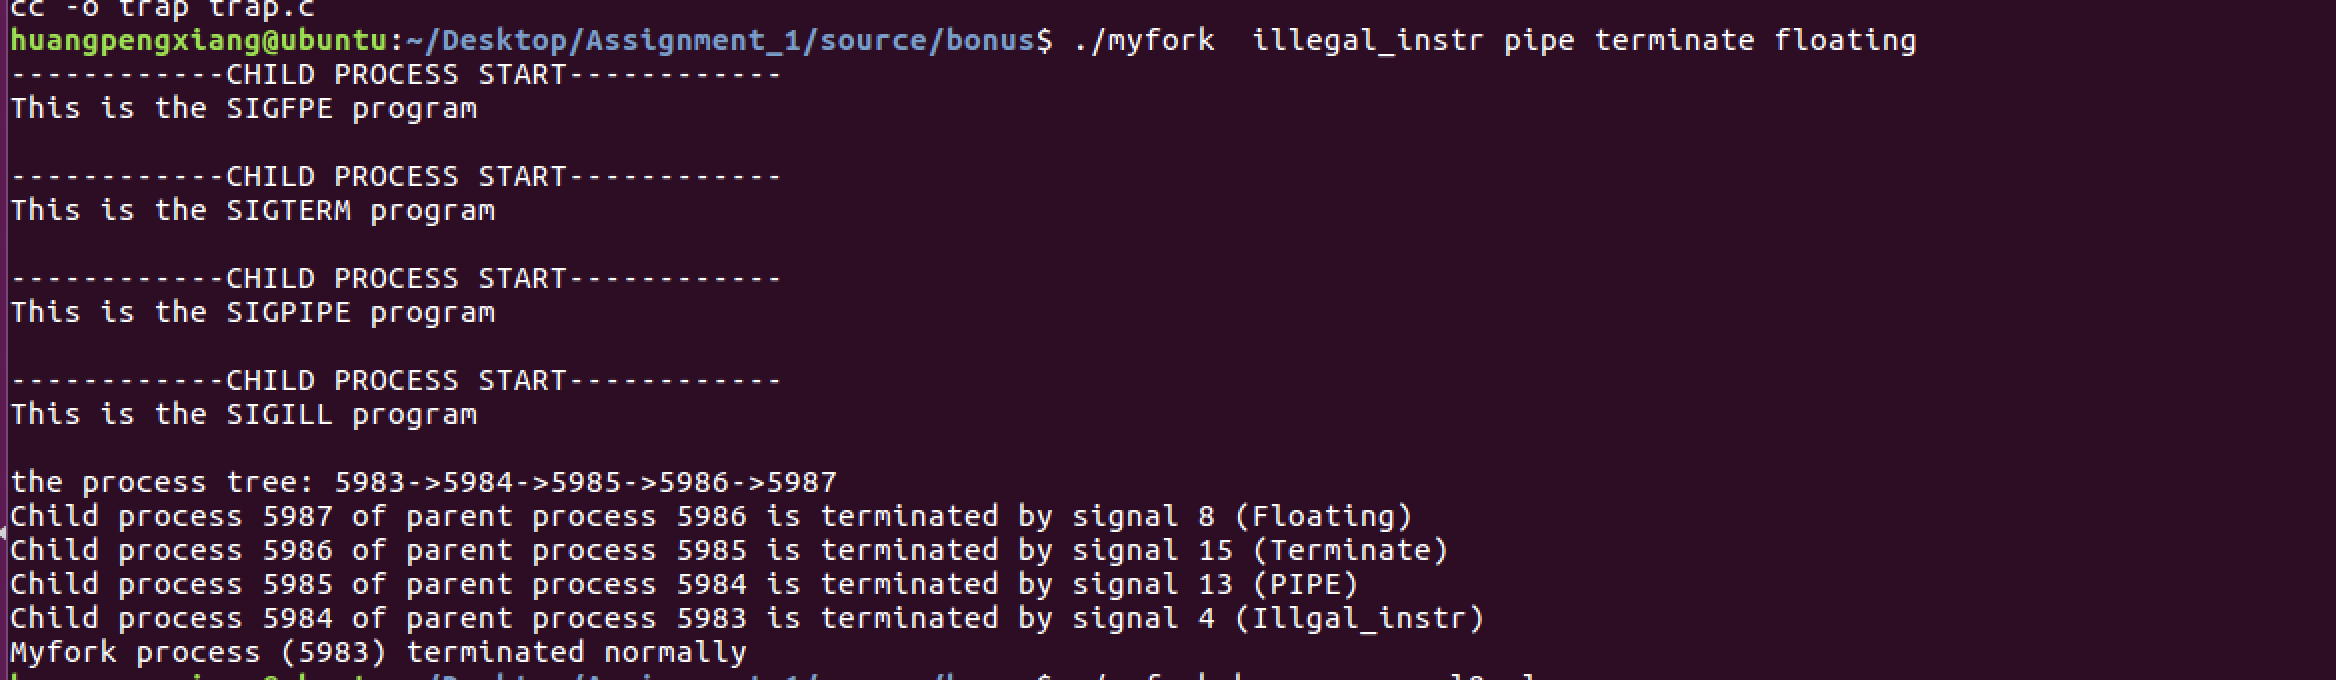 cc -o trap trap.c
huangpengxiang@ubuntu:~/Desktop/Assignment_1/source/bonus$ ./myfork  illegal_instr pipe terminate floating
------------CHILD PROCESS START------------
This is the SIGFPE program
------------CHILD PROCESS START------------
This is the SIGTERM program
------------CHILD PROCESS START------------
This is the SIGPIPE program
------------CHILD PROCESS START------------
This is the SIGILL program
the process tree: 5983->5984->5985->5986->5987
Child process 5987 of parent process 5986 is terminated by signal 8 (Floating)
Child process 5986 of parent process 5985 is terminated by signal 15 (Terminate)
Child process 5985 of parent process 5984 is terminated by signal 13 (PIPE)
Child process 5984 of parent process 5983 is terminated by signal 4 (Illgal_instr)
Myfork process (5983) terminated normally